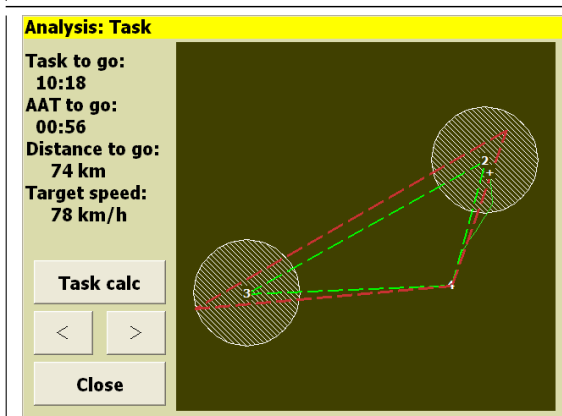 Analysis: Task
Task to go:
10:18
AAT to go:
00:56
Distance to go:
74 km
Target speed:
78 km/h
Task calc
< >
Close
2
+
3
4